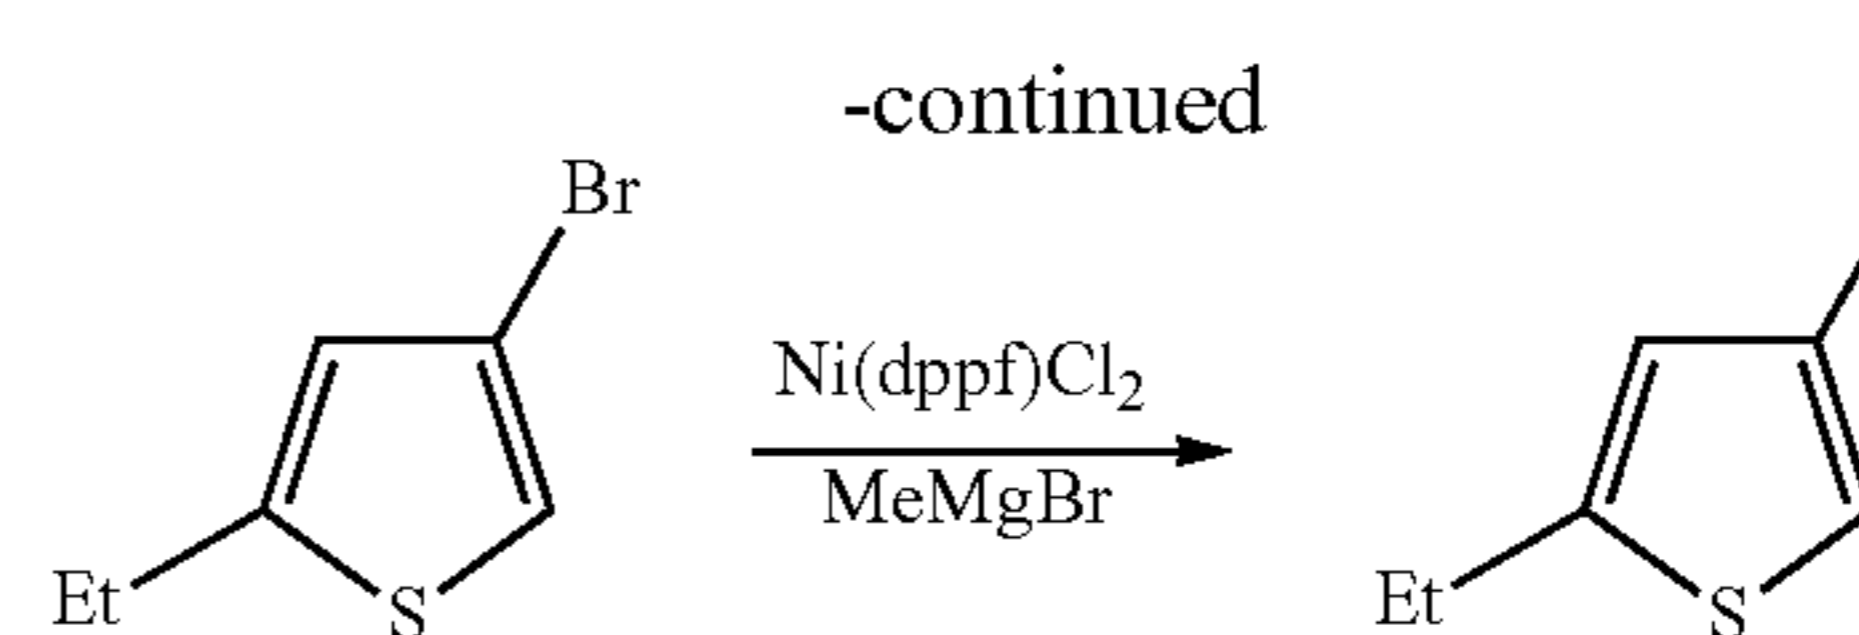 -continued
Br
Ni(dppf)Cl₂
MeMgBr
Et
S
Et
S